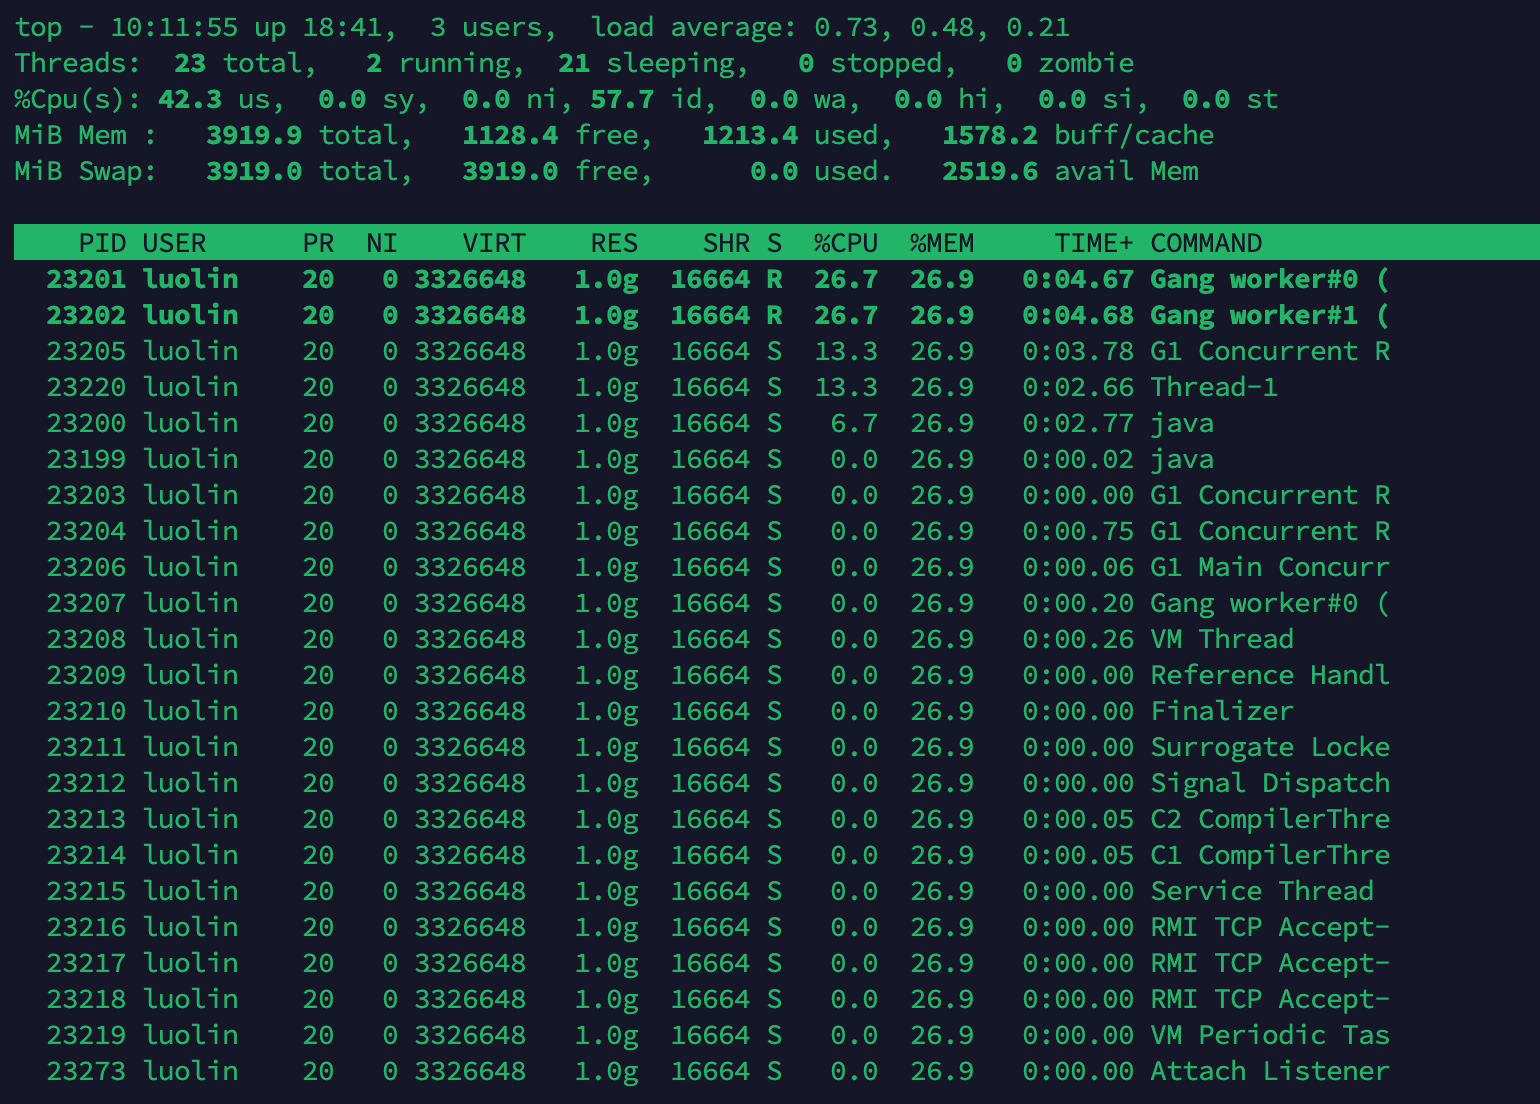 top - 10:11:55 up 18:41,  3 users,  load average: 0.73, 0.48, 0.21
Threads:  23 total,   2 running,  21 sleeping,   0 stopped,   0 zombie
%Cpu(s): 42.3 us,  0.0 sy,  0.0 ni, 57.7 id,  0.0 wa,  0.0 hi,  0.0 si,  0.0 st
MiB Mem :   3919.9 total,   1128.4 free,   1213.4 used,   1578.2 buff/cache
MiB Swap:   3919.0 total,   3919.0 free,      0.0 used.   2519.6 avail Mem
PID USER      PR  NI    VIRT    RES    SHR S  %CPU  %MEM     TIME+ COMMAND
23201 luolin    20   0 3326648   1.0g  16664 R  26.7  26.9   0:04.67 Gang worker#0 (
23202 luolin    20   0 3326648   1.0g  16664 R  26.7  26.9   0:04.68 Gang worker#1 (
23205 luolin    20   0 3326648   1.0g  16664 S  13.3  26.9   0:03.78 G1 Concurrent R
23220 luolin    20   0 3326648   1.0g  16664 S  13.3  26.9   0:02.66 Thread-1
23200 luolin    20   0 3326648   1.0g  16664 S   6.7  26.9   0:02.77 java
23199 luolin    20   0 3326648   1.0g  16664 S   0.0  26.9   0:00.02 java
23203 luolin    20   0 3326648   1.0g  16664 S   0.0  26.9   0:00.00 G1 Concurrent R
23204 luolin    20   0 3326648   1.0g  16664 S   0.0  26.9   0:00.75 G1 Concurrent R
23206 luolin    20   0 3326648   1.0g  16664 S   0.0  26.9   0:00.06 G1 Main Concurr
23207 luolin    20   0 3326648   1.0g  16664 S   0.0  26.9   0:00.20 Gang worker#0 (
23208 luolin    20   0 3326648   1.0g  16664 S   0.0  26.9   0:00.26 VM Thread
23209 luolin    20   0 3326648   1.0g  16664 S   0.0  26.9   0:00.00 Reference Handl
23210 luolin    20   0 3326648   1.0g  16664 S   0.0  26.9   0:00.00 Finalizer
23211 luolin    20   0 3326648   1.0g  16664 S   0.0  26.9   0:00.00 Surrogate Locke
23212 luolin    20   0 3326648   1.0g  16664 S   0.0  26.9   0:00.00 Signal Dispatch
23213 luolin    20   0 3326648   1.0g  16664 S   0.0  26.9   0:00.05 C2 CompilerThre
23214 luolin    20   0 3326648   1.0g  16664 S   0.0  26.9   0:00.05 C1 CompilerThre
23215 luolin    20   0 3326648   1.0g  16664 S   0.0  26.9   0:00.00 Service Thread
23216 luolin    20   0 3326648   1.0g  16664 S   0.0  26.9   0:00.00 RMI TCP Accept-
23217 luolin    20   0 3326648   1.0g  16664 S   0.0  26.9   0:00.00 RMI TCP Accept-
23218 luolin    20   0 3326648   1.0g  16664 S   0.0  26.9   0:00.00 RMI TCP Accept-
23219 luolin    20   0 3326648   1.0g  16664 S   0.0  26.9   0:00.00 VM Periodic Tas
23273 luolin    20   0 3326648   1.0g  16664 S   0.0  26.9   0:00.00 Attach Listener